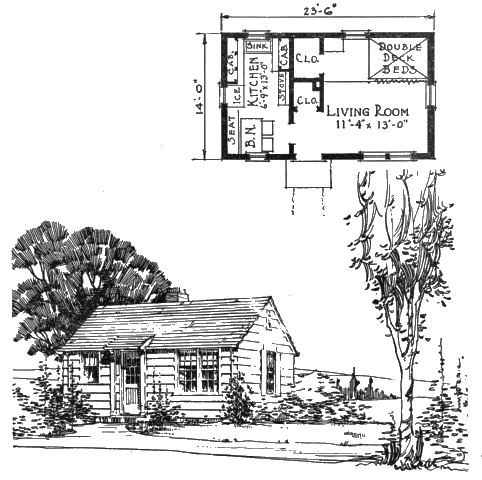 23'-6"
14'-0"
SINK
CAB.
CAB.
ICE
KITCHEN
6'-9" x 13'-0"
STOVE
SEAT
B.N.
CLO.
CLO.
DOUBLE
DECK
BEDS
LIVING ROOM
11'-4" x 13'-0"